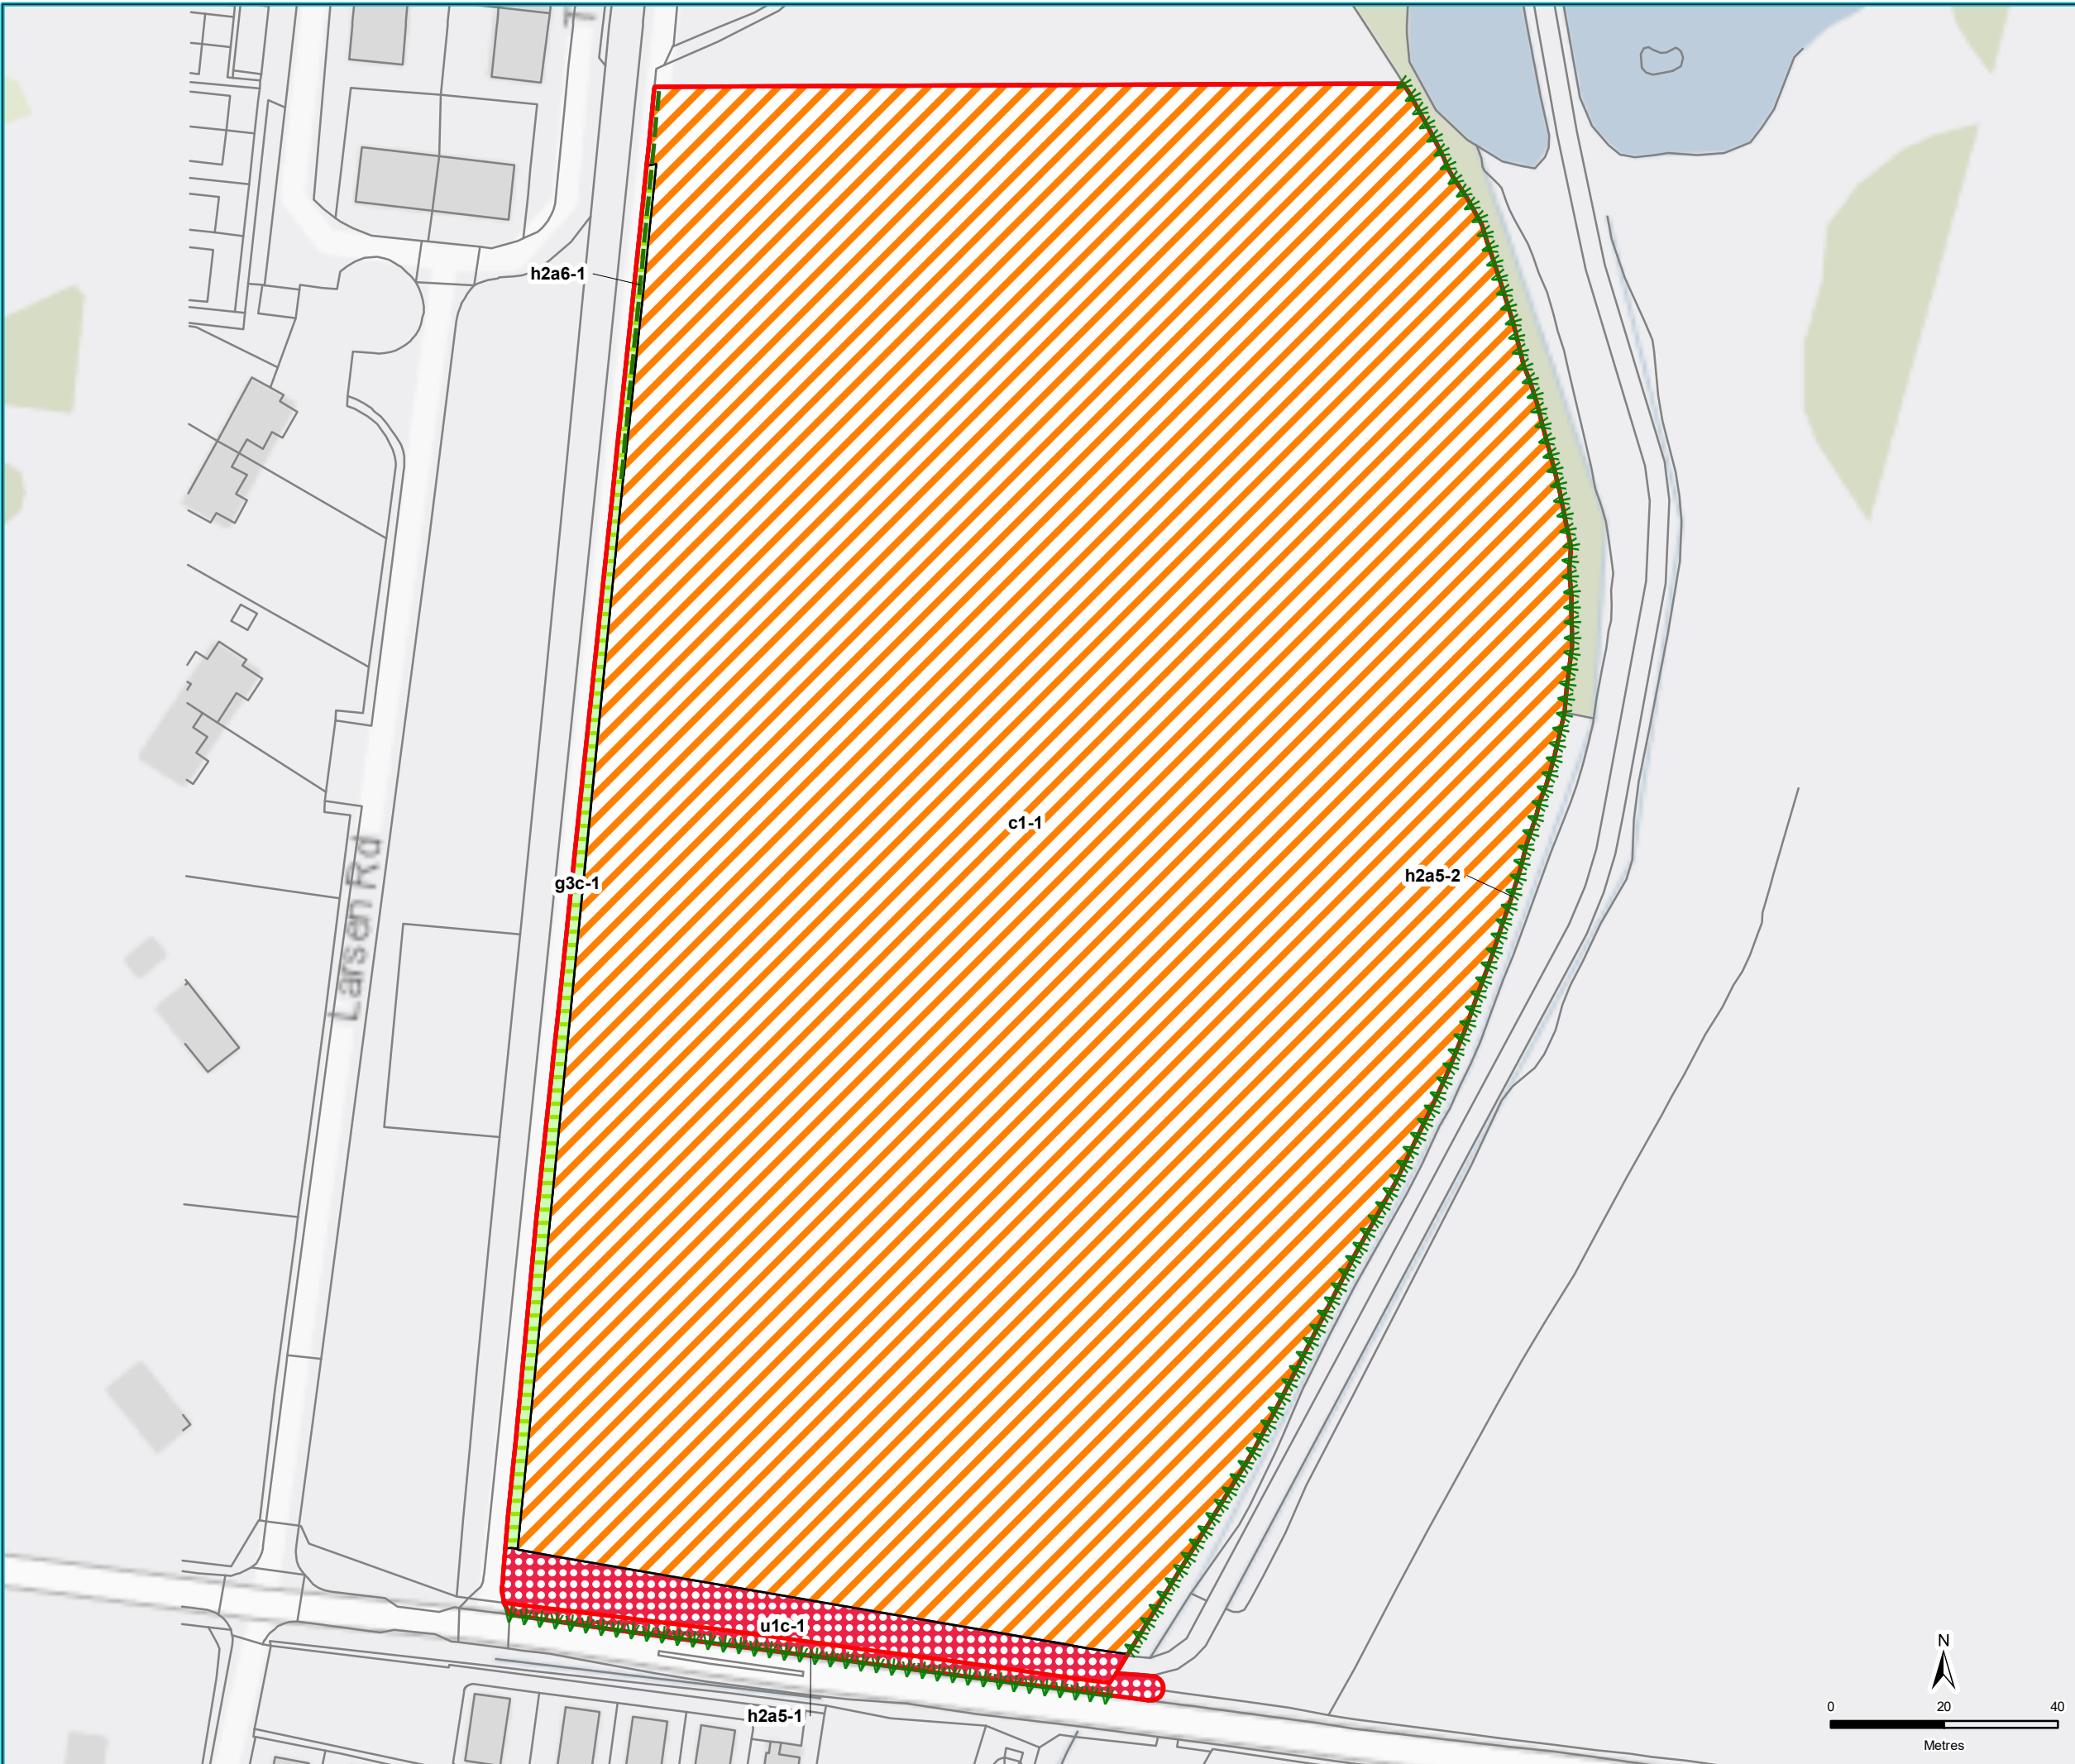 h2a6-1
c1-1
h2a5-2
g3c-1
Larsen Rd
u1c-1
h2a5-1
N
0 20 40
Metres